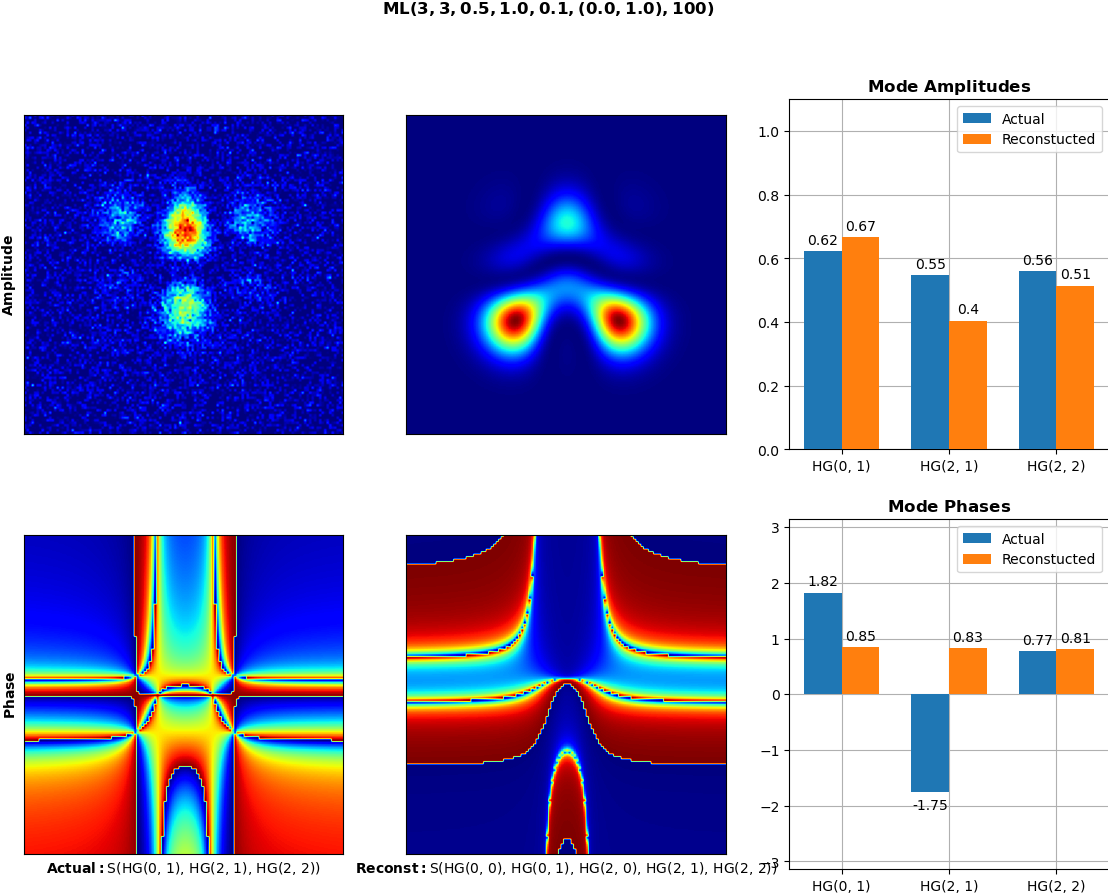 ML(3, 3, 0.5, 1.0, 0.1, (0.0, 1.0), 100)
Amplitude
Mode Amplitudes
Actual
Reconstucted
1.0
0.8
0.6
0.4
0.2
0.0
0.62
0.67
0.55
0.4
0.56
0.51
HG(0, 1)
HG(2, 1)
HG(2, 2)
Phase
Actual: S(HG(0, 1), HG(2, 1), HG(2, 2))
Reconst: S(HG(0, 0), HG(0, 1), HG(2, 0), HG(2, 1), HG(2, 2))
Mode Phases
Actual
Reconstucted
3
2
1
0
−1
−2
−3
1.82
0.85
-1.75
0.83
0.77
0.81
HG(0, 1)
HG(2, 1)
HG(2, 2)